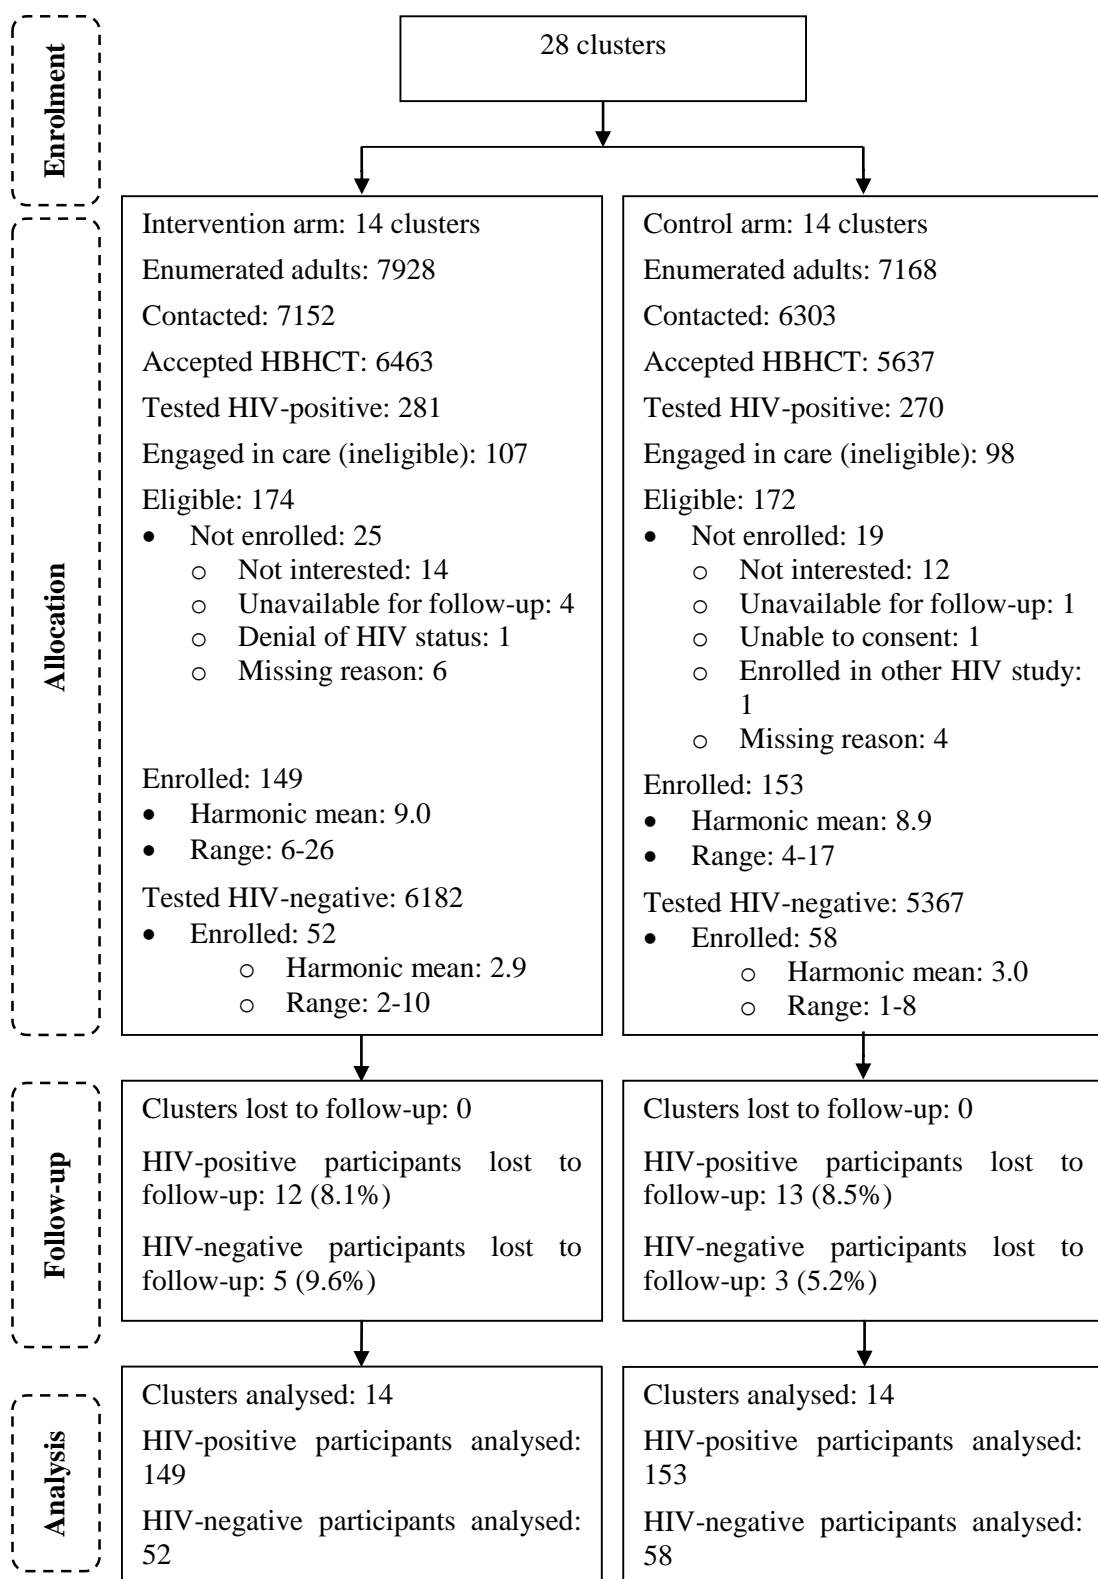 Enrolment
28 clusters
Allocation
Intervention arm: 14 clusters
Enumerated adults: 7928
Contacted: 7152
Accepted HBHCT: 6463
Tested HIV-positive: 281
Engaged in care (ineligible): 107
Eligible: 174
• Not enrolled: 25
o Not interested: 14
o Unavailable for follow-up: 4
o Denial of HIV status: 1
o Missing reason: 6
Enrolled: 149
• Harmonic mean: 9.0
• Range: 6-26
Tested HIV-negative: 6182
• Enrolled: 52
o Harmonic mean: 2.9
o Range: 2-10
Control arm: 14 clusters
Enumerated adults: 7168
Contacted: 6303
Accepted HBHCT: 5637
Tested HIV-positive: 270
Engaged in care (ineligible): 98
Eligible: 172
• Not enrolled: 19
o Not interested: 12
o Unavailable for follow-up: 1
o Unable to consent: 1
o Enrolled in other HIV study:
1
o Missing reason: 4
Enrolled: 153
• Harmonic mean: 8.9
• Range: 4-17
Tested HIV-negative: 5367
• Enrolled: 58
o Harmonic mean: 3.0
o Range: 1-8
Follow-up
Clusters lost to follow-up: 0
HIV-positive participants lost to
follow-up: 12 (8.1%)
HIV-negative participants lost to
follow-up: 5 (9.6%)
Clusters lost to follow-up: 0
HIV-positive participants lost to
follow-up: 13 (8.5%)
HIV-negative participants lost to
follow-up: 3 (5.2%)
Analysis
Clusters analysed: 14
HIV-positive participants analysed:
149
HIV-negative participants analysed:
52
Clusters analysed: 14
HIV-positive participants analysed:
153
HIV-negative participants analysed:
58